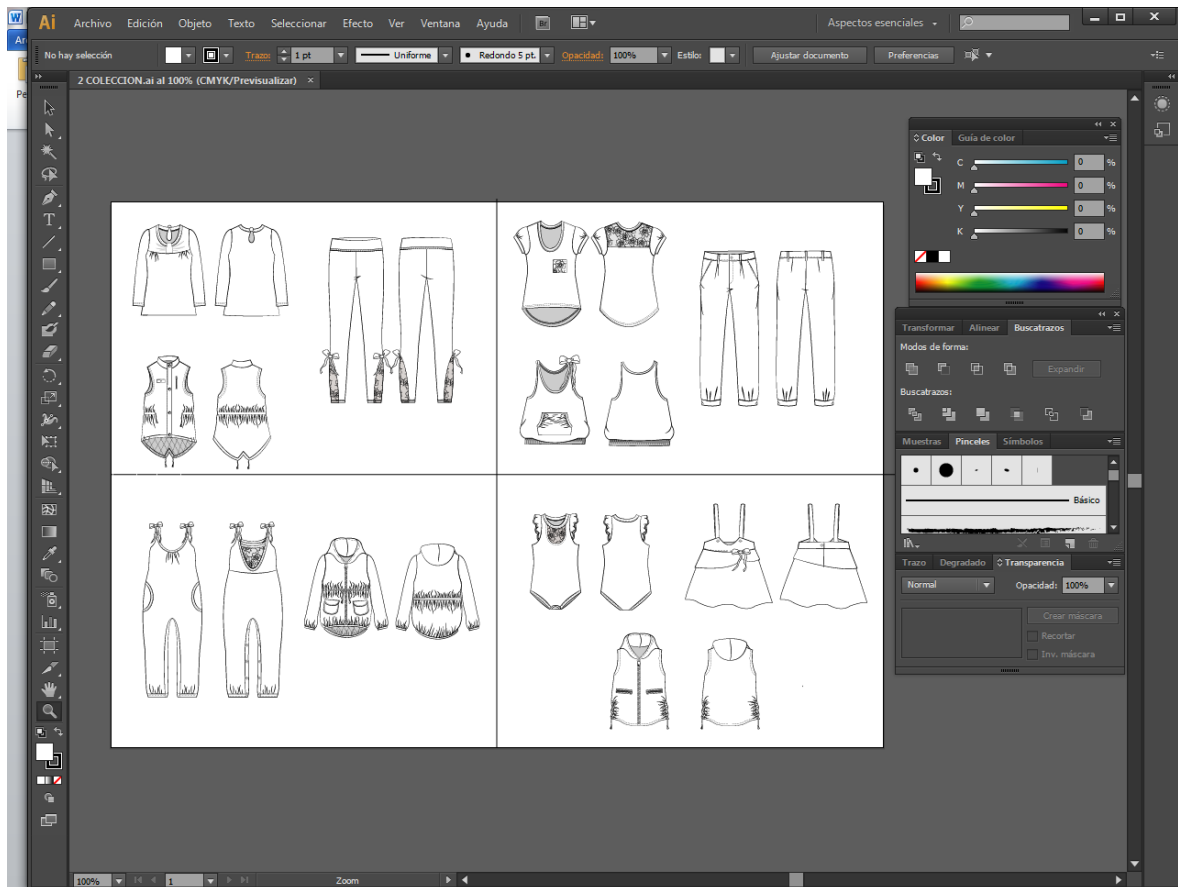 W
Ai Archivo Edición Objeto Texto Seleccionar Efecto Ver Ventana Ayuda Br Aspectos esenciales
No hay selección Trazo: 1 pt Uniforme Redondo 5 pt. Opacidad: 100% Estilo: Ajustar documento Preferencias
2 COLECCION.ai al 100% (CMYK/Previsualizar) ×
Color Guía de color
C 0 %
M 0 %
Y 0 %
K 0 %
Transformar Alinear Buscatrazos
Modos de forma:
Expandir
Buscatrazos:
Muestras Pinceles Símbolos
Básico
Trazo Degradado Transparencia
Normal Opacidad: 100%
Crear máscara
Recortar
Inv. máscara
100% 1 Zoom